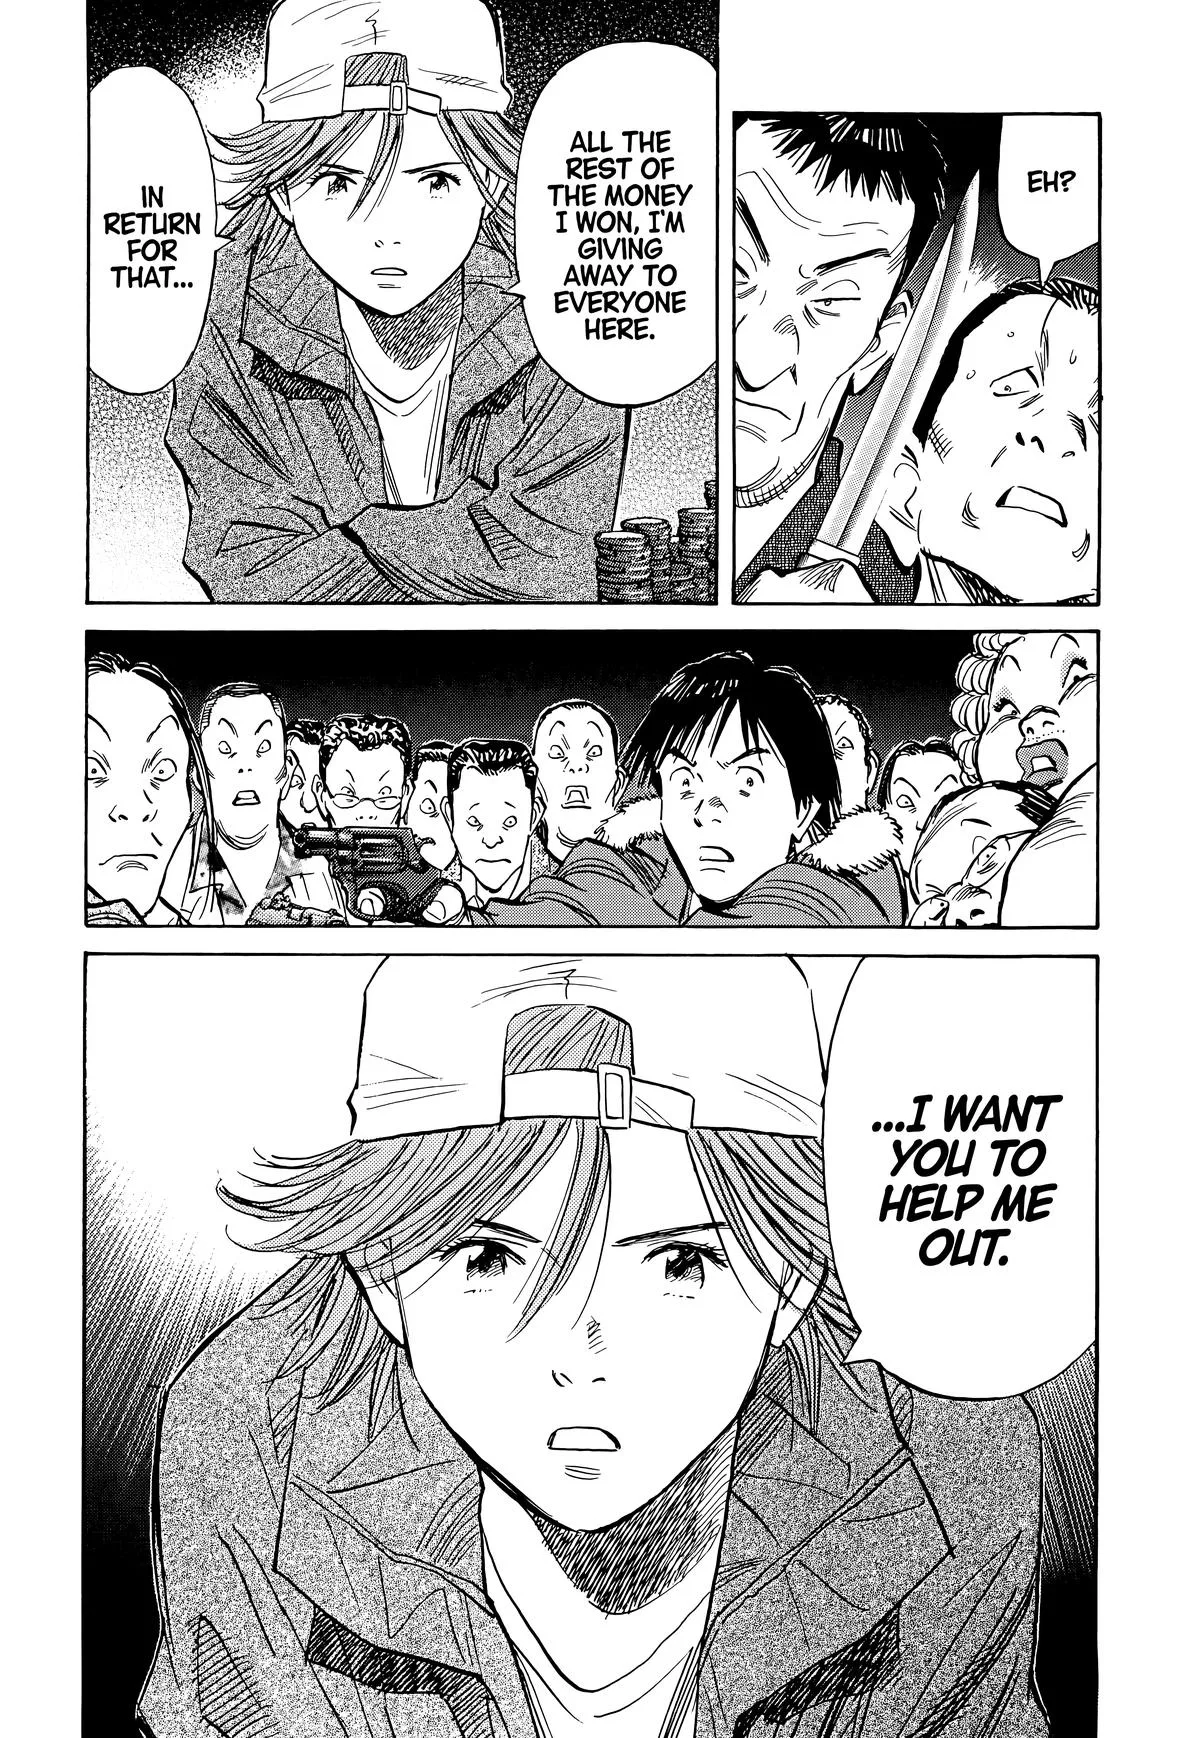 EH?
ALL THE
REST OF
THE MONEY
I WON, I'M
GIVING
AWAY TO
EVERYONE
HERE.
IN
RETURN
FOR
THAT...
...I WANT
YOU TO
HELP ME
OUT.